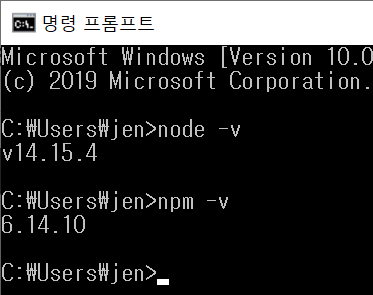 명령 프롬프트
Microsoft Windows [Version 10.0
(c) 2019 Microsoft Corporation.
C:₩Users₩jen>node -v
v14.15.4
C:₩Users₩jen>npm -v
6.14.10
C:₩Users₩jen>